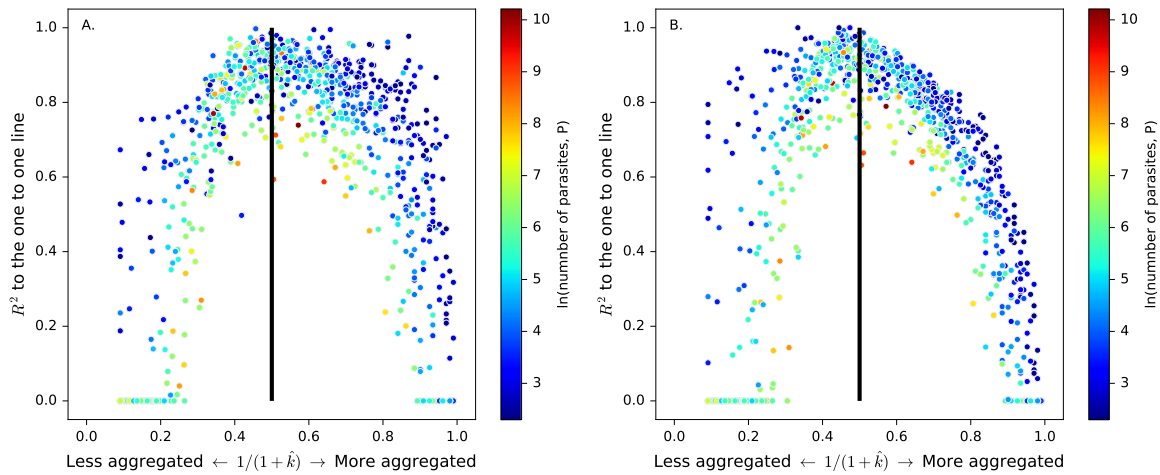 A.
1.0
0.8
0.6
0.4
0.2
0.0
R² to the one to one line
0.0 0.2 0.4 0.6 0.8 1.0
Less aggregated ← 1/(1 + k̂) → More aggregated
10
9
8
7
6
5
4
3
ln(numnber of parasites, P)
B.
1.0
0.8
0.6
0.4
0.2
0.0
R² to the one to one line
0.0 0.2 0.4 0.6 0.8 1.0
Less aggregated ← 1/(1 + k̂) → More aggregated
10
9
8
7
6
5
4
3
ln(numnber of parasites, P)